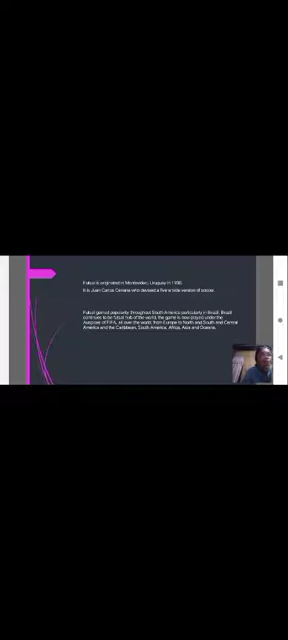 Futsal is originated in Montevideo, Uruguay in 1930.
It is Juan Carlos Ceriana who devised a five a side version of soccer.
Futsal gained popularity throughout South America particularly in Brazil. Brazil
continues to be futsal hub of the world, the game is now played under the
auspices of FIFA, all over the world, from Europe to North and South and Central
America and the Caribbean, South America, Africa, Asia and Oceania.